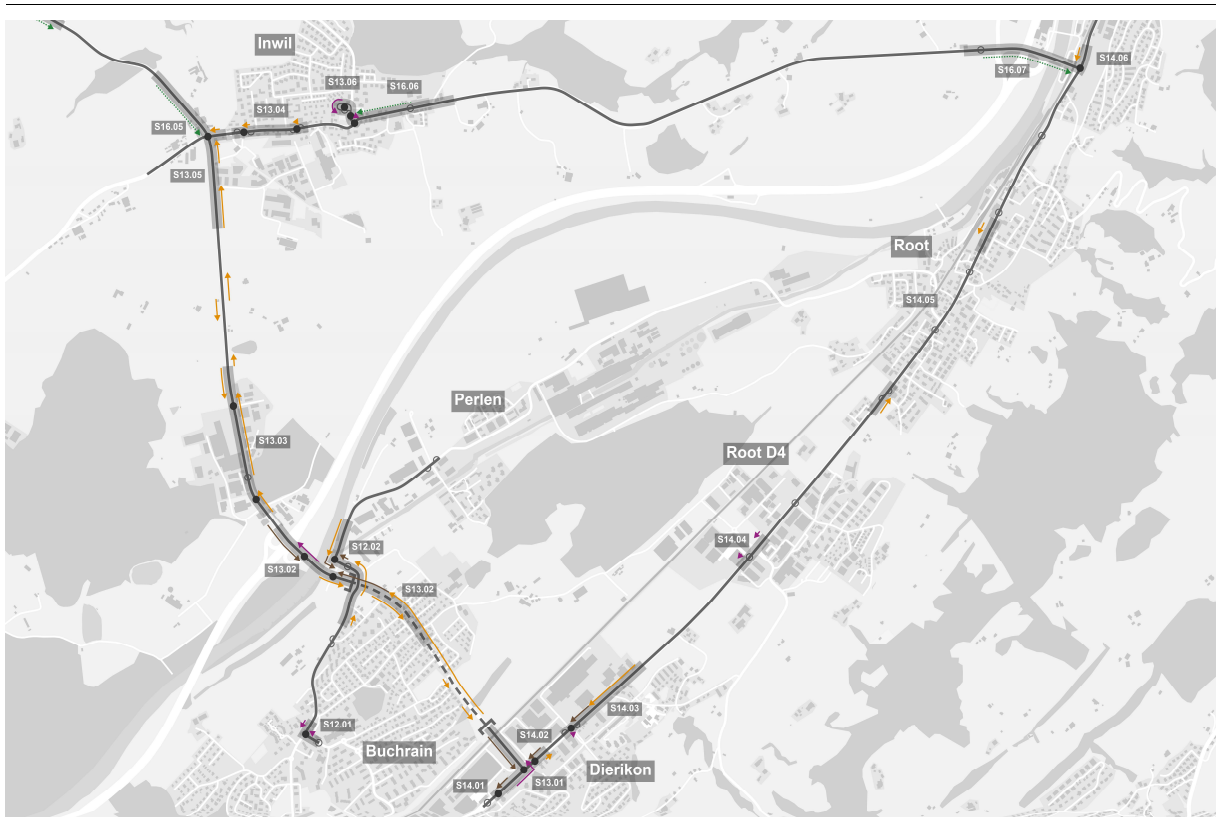 Inwil
S16.07
S14.06
S13.06
S16.06
S13.04
S16.05
S13.05
Root
S14.05
Perlen
S13.03
Root D4
S14.04
S12.02
S13.02
S13.02
S12.01
S14.03
S14.02
Buchrain
Dierikon
S14.01
S13.01